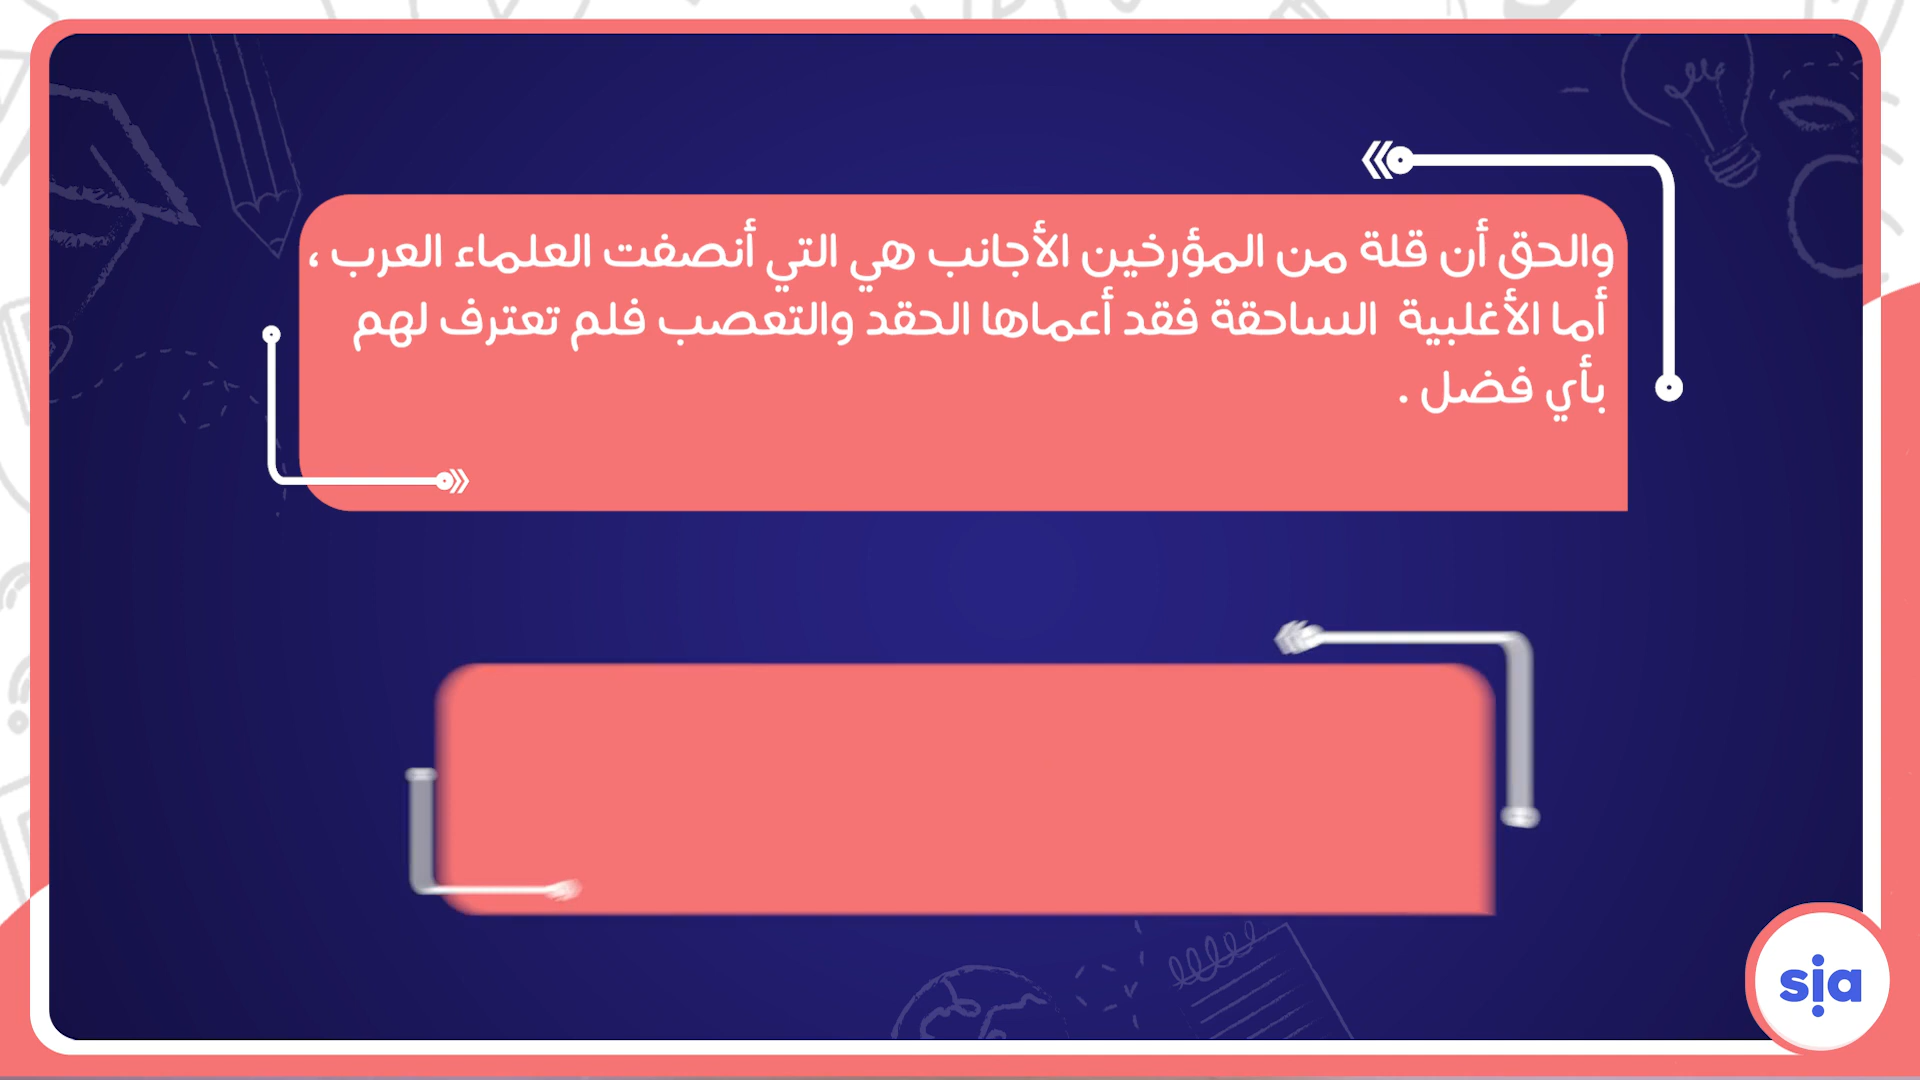 والحق أن قلة من المؤرخين الأجانب هي التي أنصفت العلماء العرب ،
أما الأغلبية الساحقة فقد أعماها الحقد والتعصب فلم تعترف لهم
بأي فضل .
sia